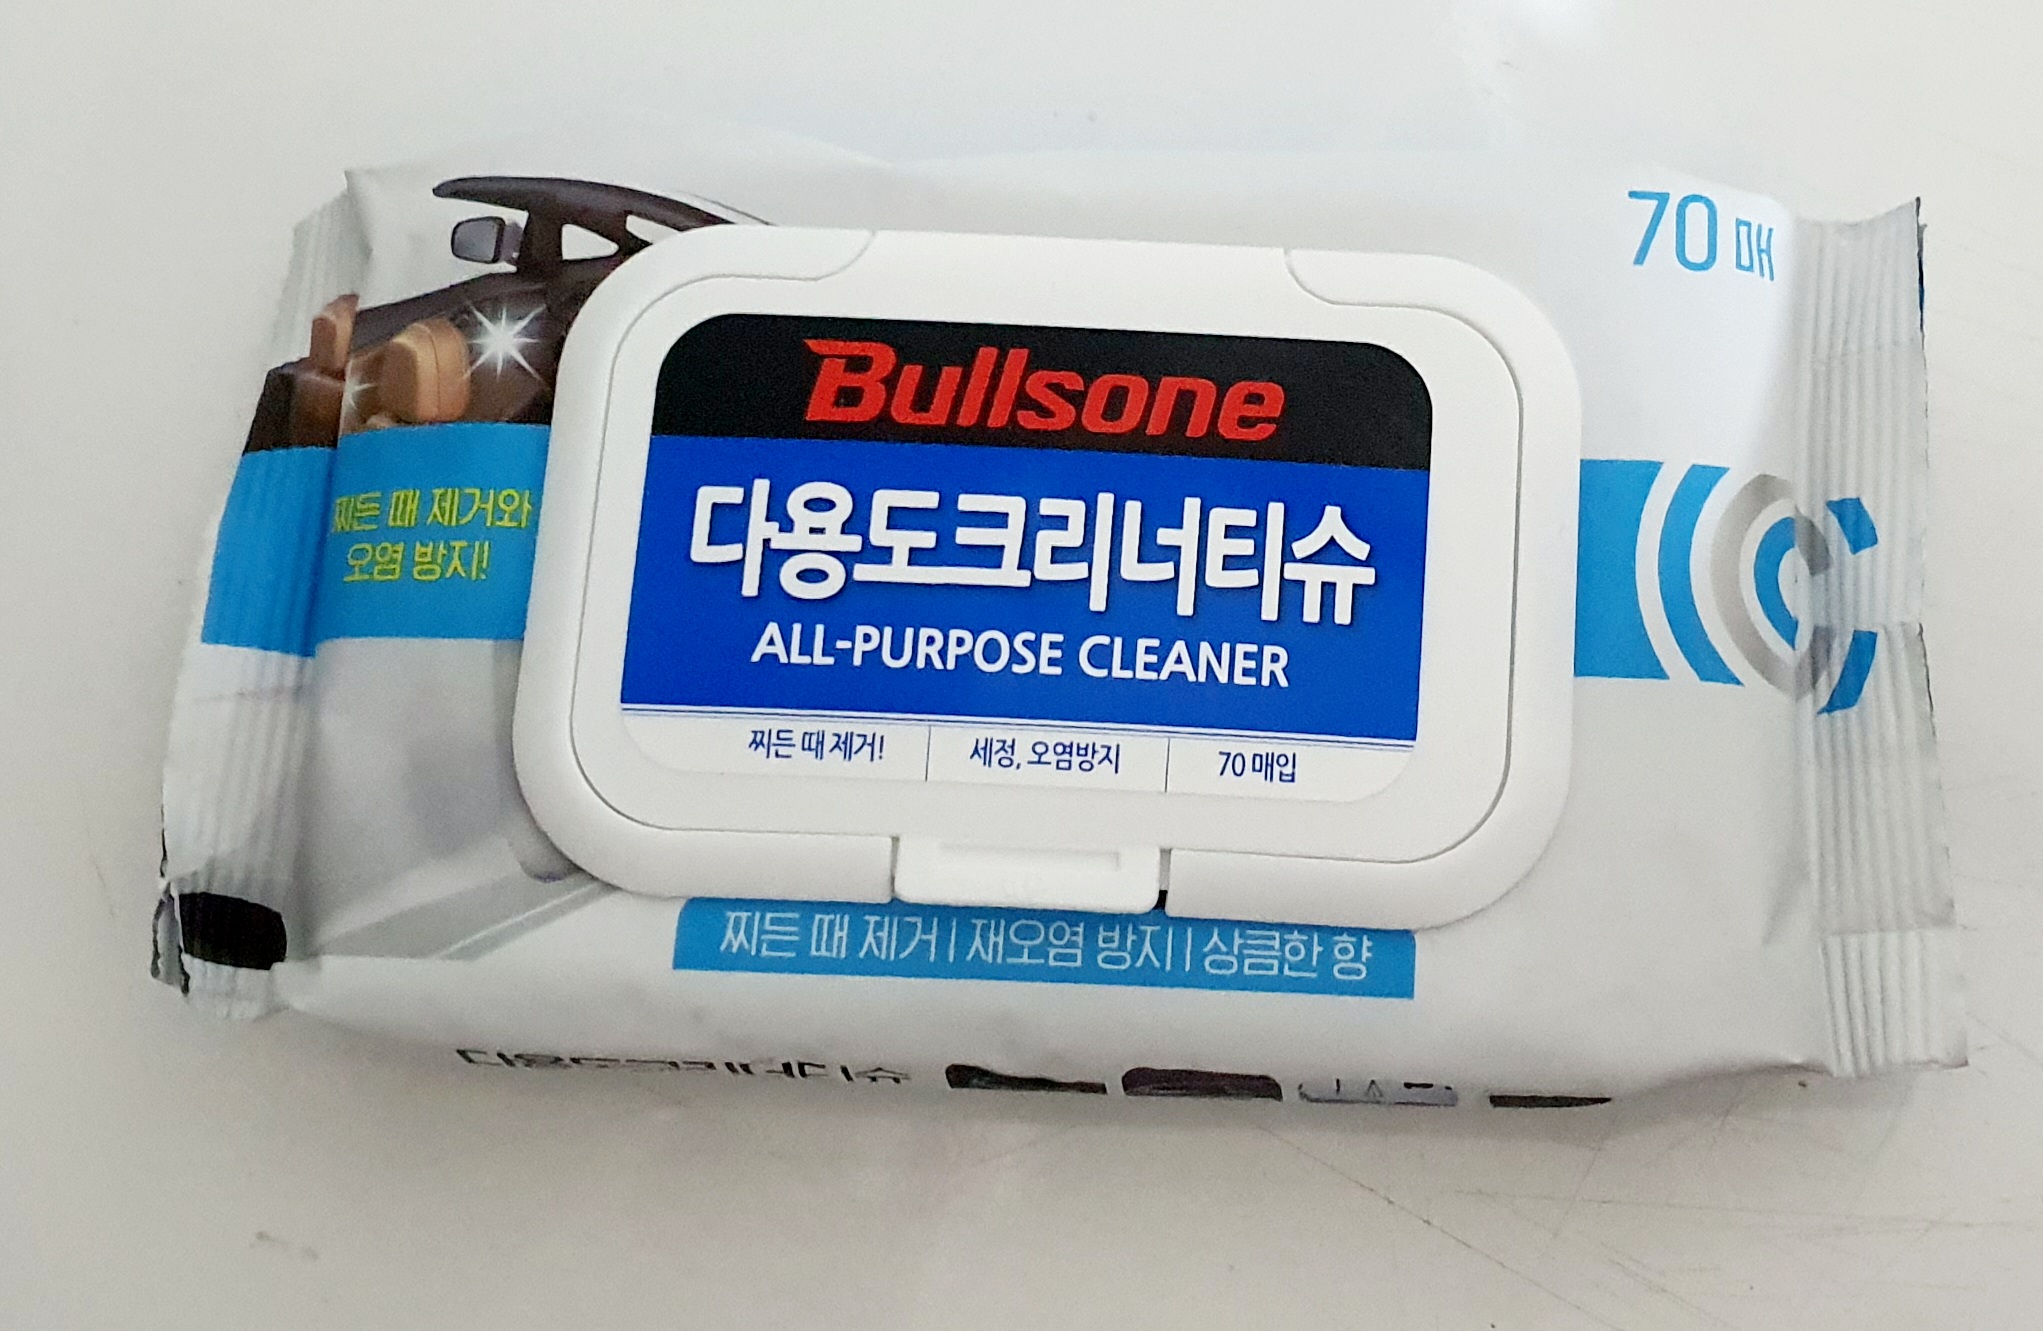 70 매
Bullsone
다용도크리너티슈
ALL-PURPOSE CLEANER
찌든 때 제거! 세정, 오염방지 70 매입
찌든 때 제거와
오염 방지!
찌든 때 제거 | 재오염 방지 | 상큼한 향
다용도크리너티슈